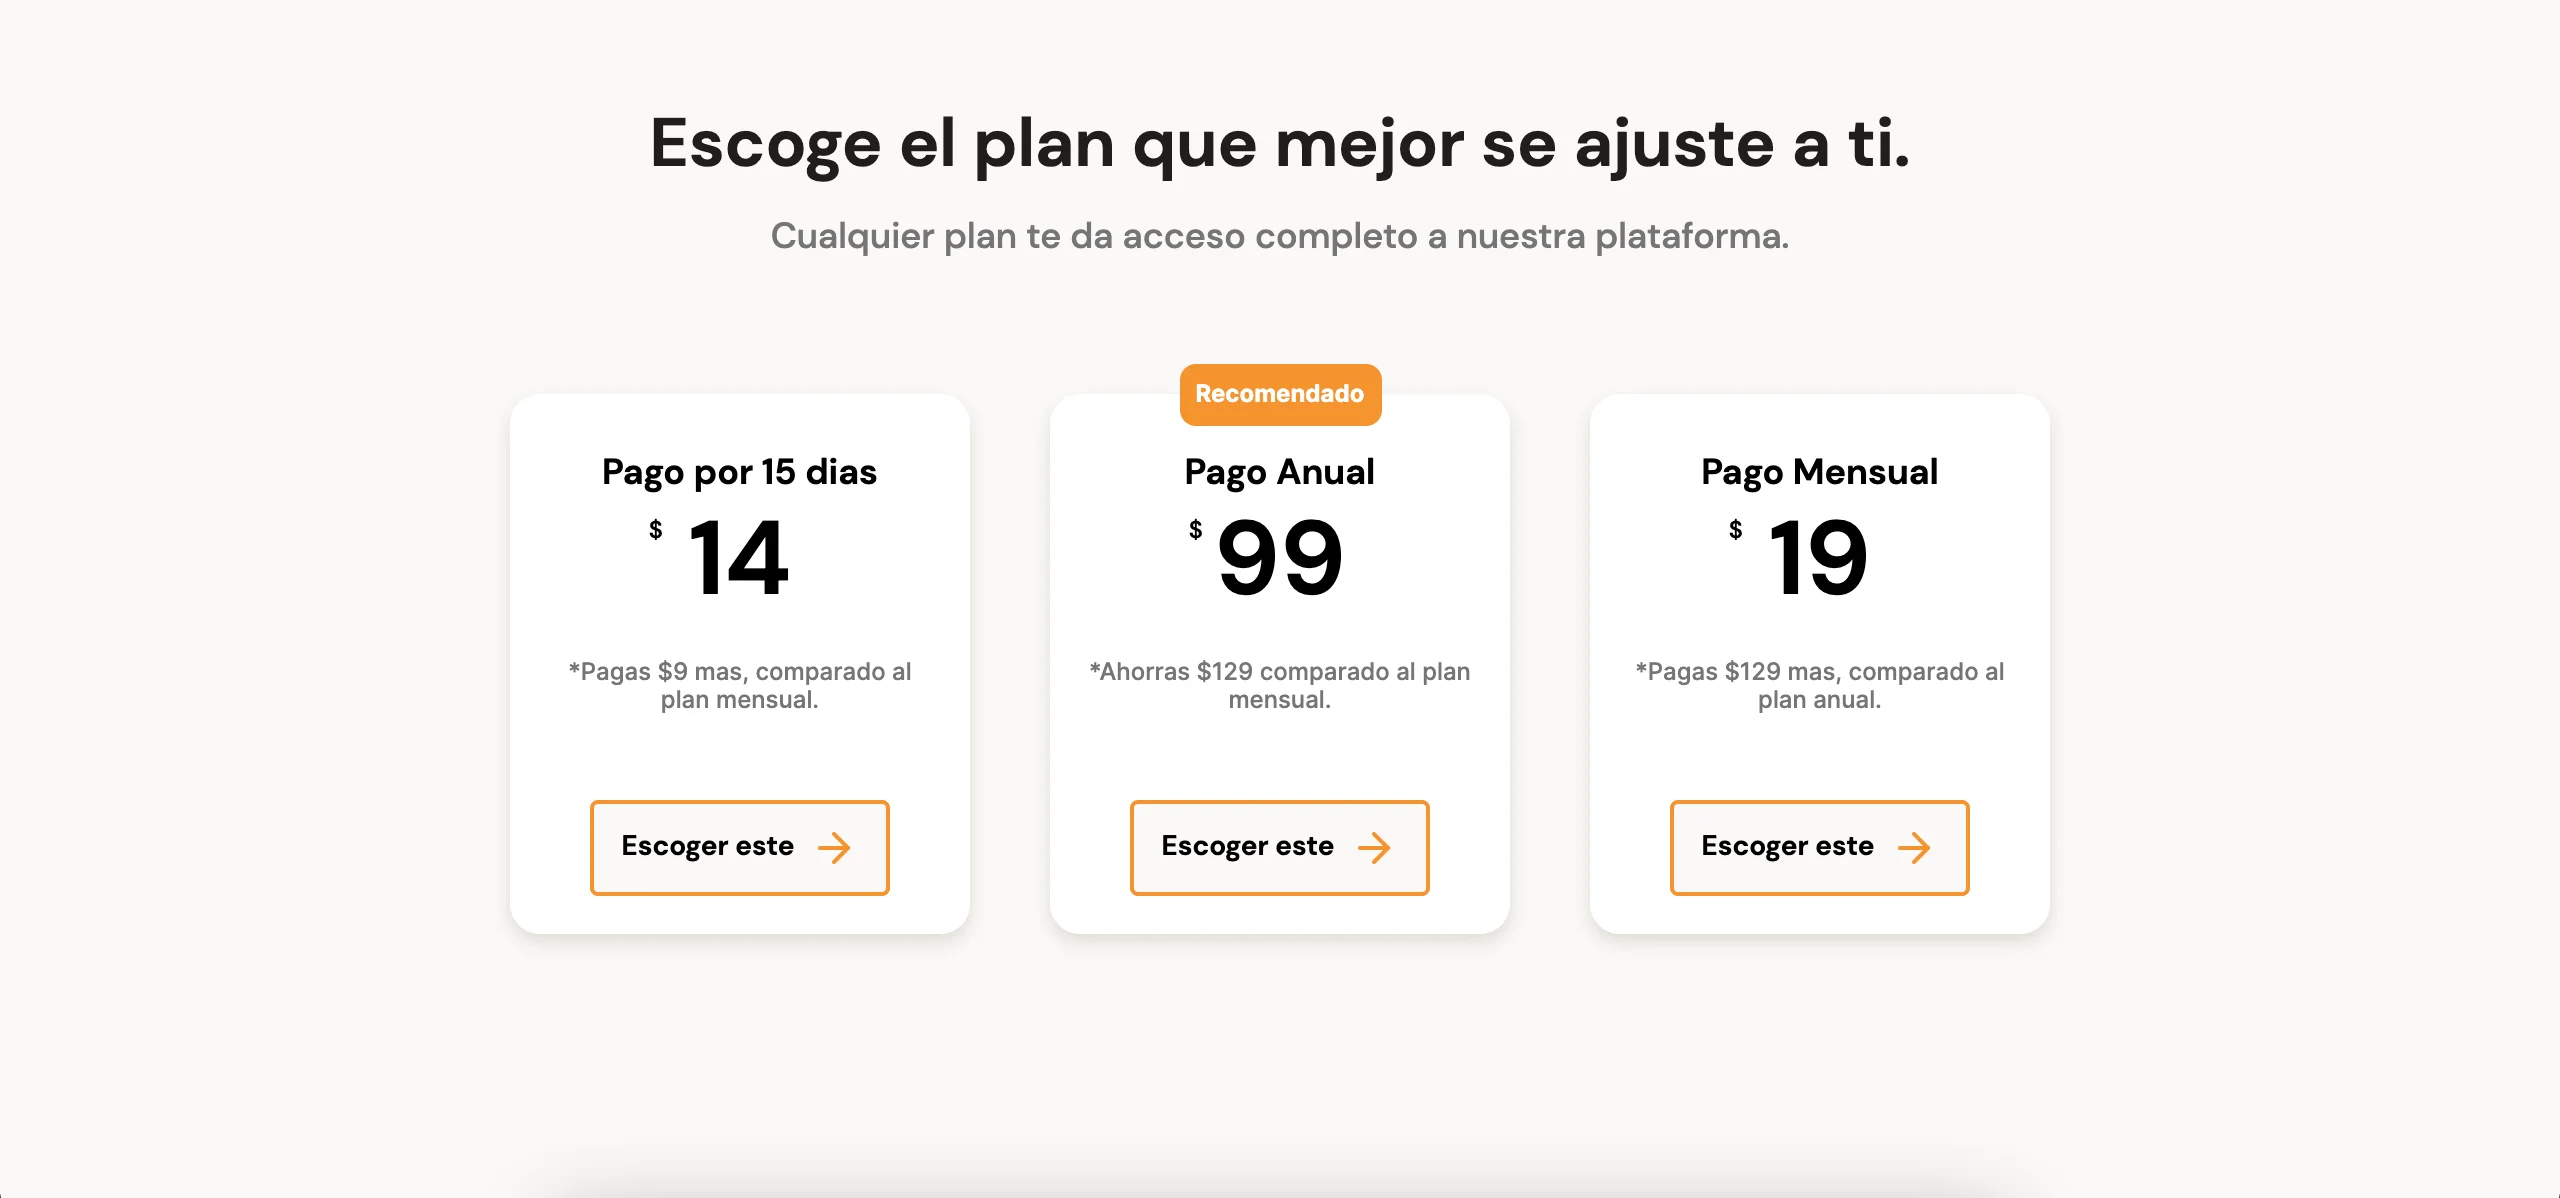 Escoge el plan que mejor se ajuste a ti.
Cualquier plan te da acceso completo a nuestra plataforma.
Pago por 15 dias
$ 14
*Pagas $9 mas, comparado al
plan mensual.
Escoger este
Recomendado
Pago Anual
$ 99
*Ahorras $129 comparado al plan
mensual.
Escoger este
Pago Mensual
$ 19
*Pagas $129 mas, comparado al
plan anual.
Escoger este